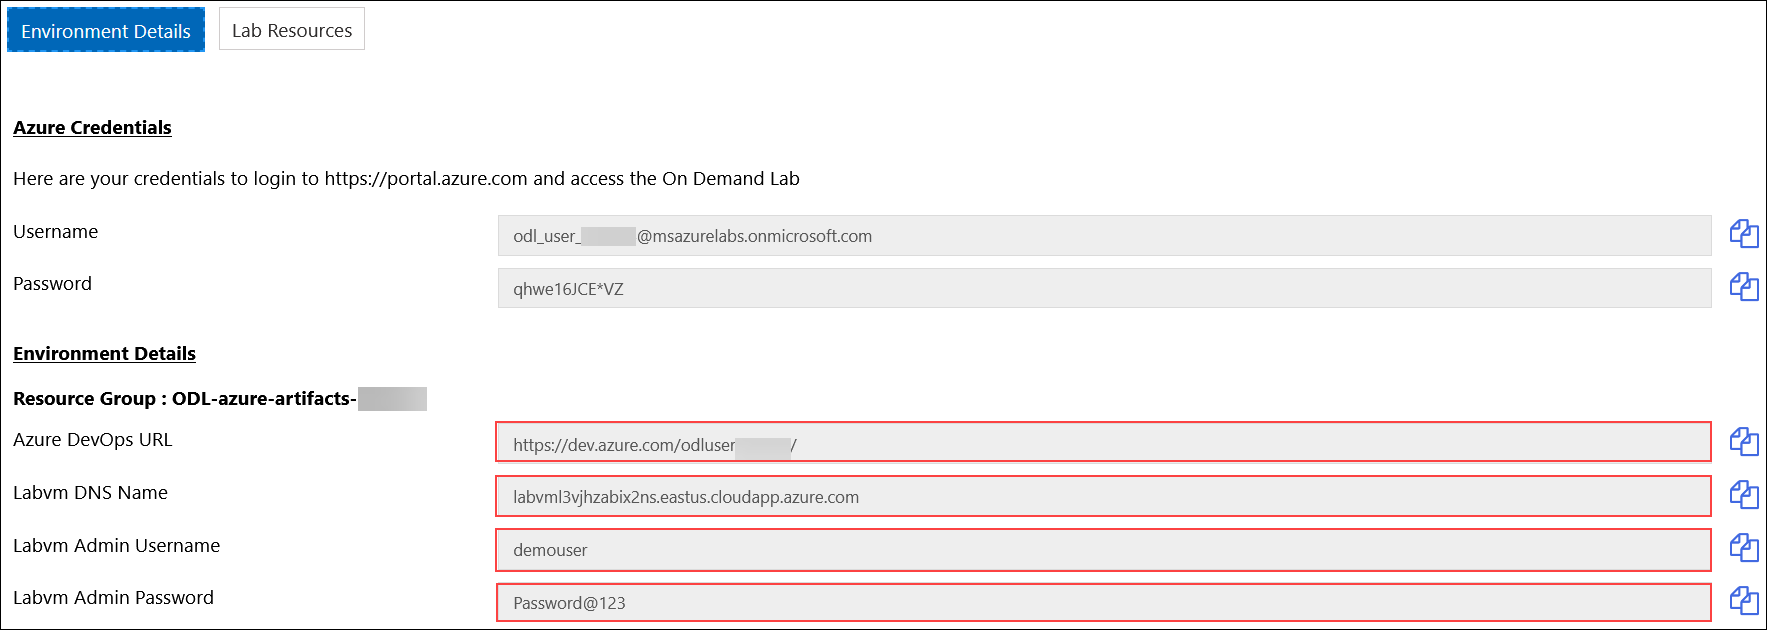 Environment Details
Lab Resources
Azure Credentials
Here are your credentials to login to https://portal.azure.com and access the On Demand Lab
Username
odl_user_ @msazurelabs.onmicrosoft.com
Password
qhwe16JCE*VZ
Environment Details
Resource Group : ODL-azure-artifacts-
Azure DevOps URL
https://dev.azure.com/odluser /
Labvm DNS Name
labvml3vjhzabix2ns.eastus.cloudapp.azure.com
Labvm Admin Username
demouser
Labvm Admin Password
Password@123